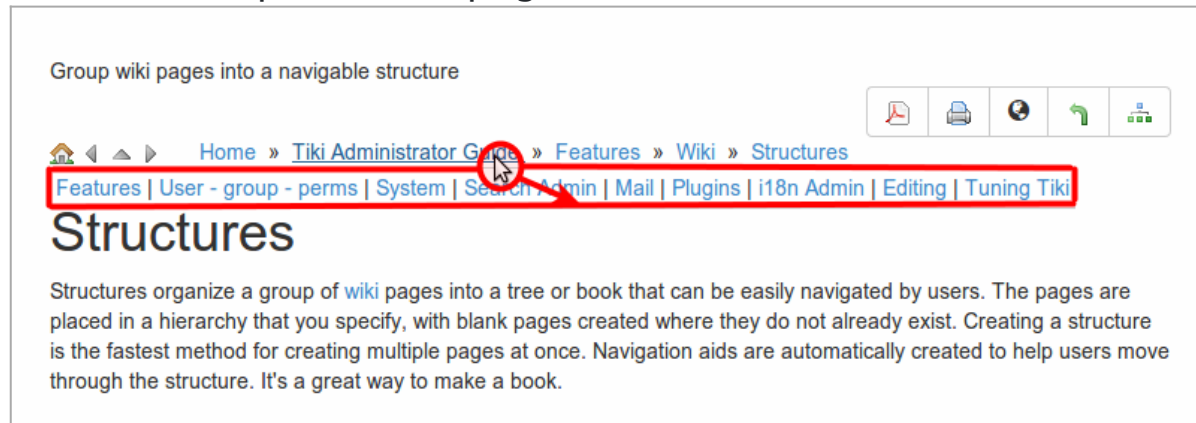 Group wiki pages into a navigable structure
Home » Tiki Administrator Guide » Features » Wiki » Structures
Features | User - group - perms | System | Search Admin | Mail | Plugins | i18n Admin | Editing | Tuning Tiki
Structures
Structures organize a group of wiki pages into a tree or book that can be easily navigated by users. The pages are
placed in a hierarchy that you specify, with blank pages created where they do not already exist. Creating a structure
is the fastest method for creating multiple pages at once. Navigation aids are automatically created to help users move
through the structure. It's a great way to make a book.